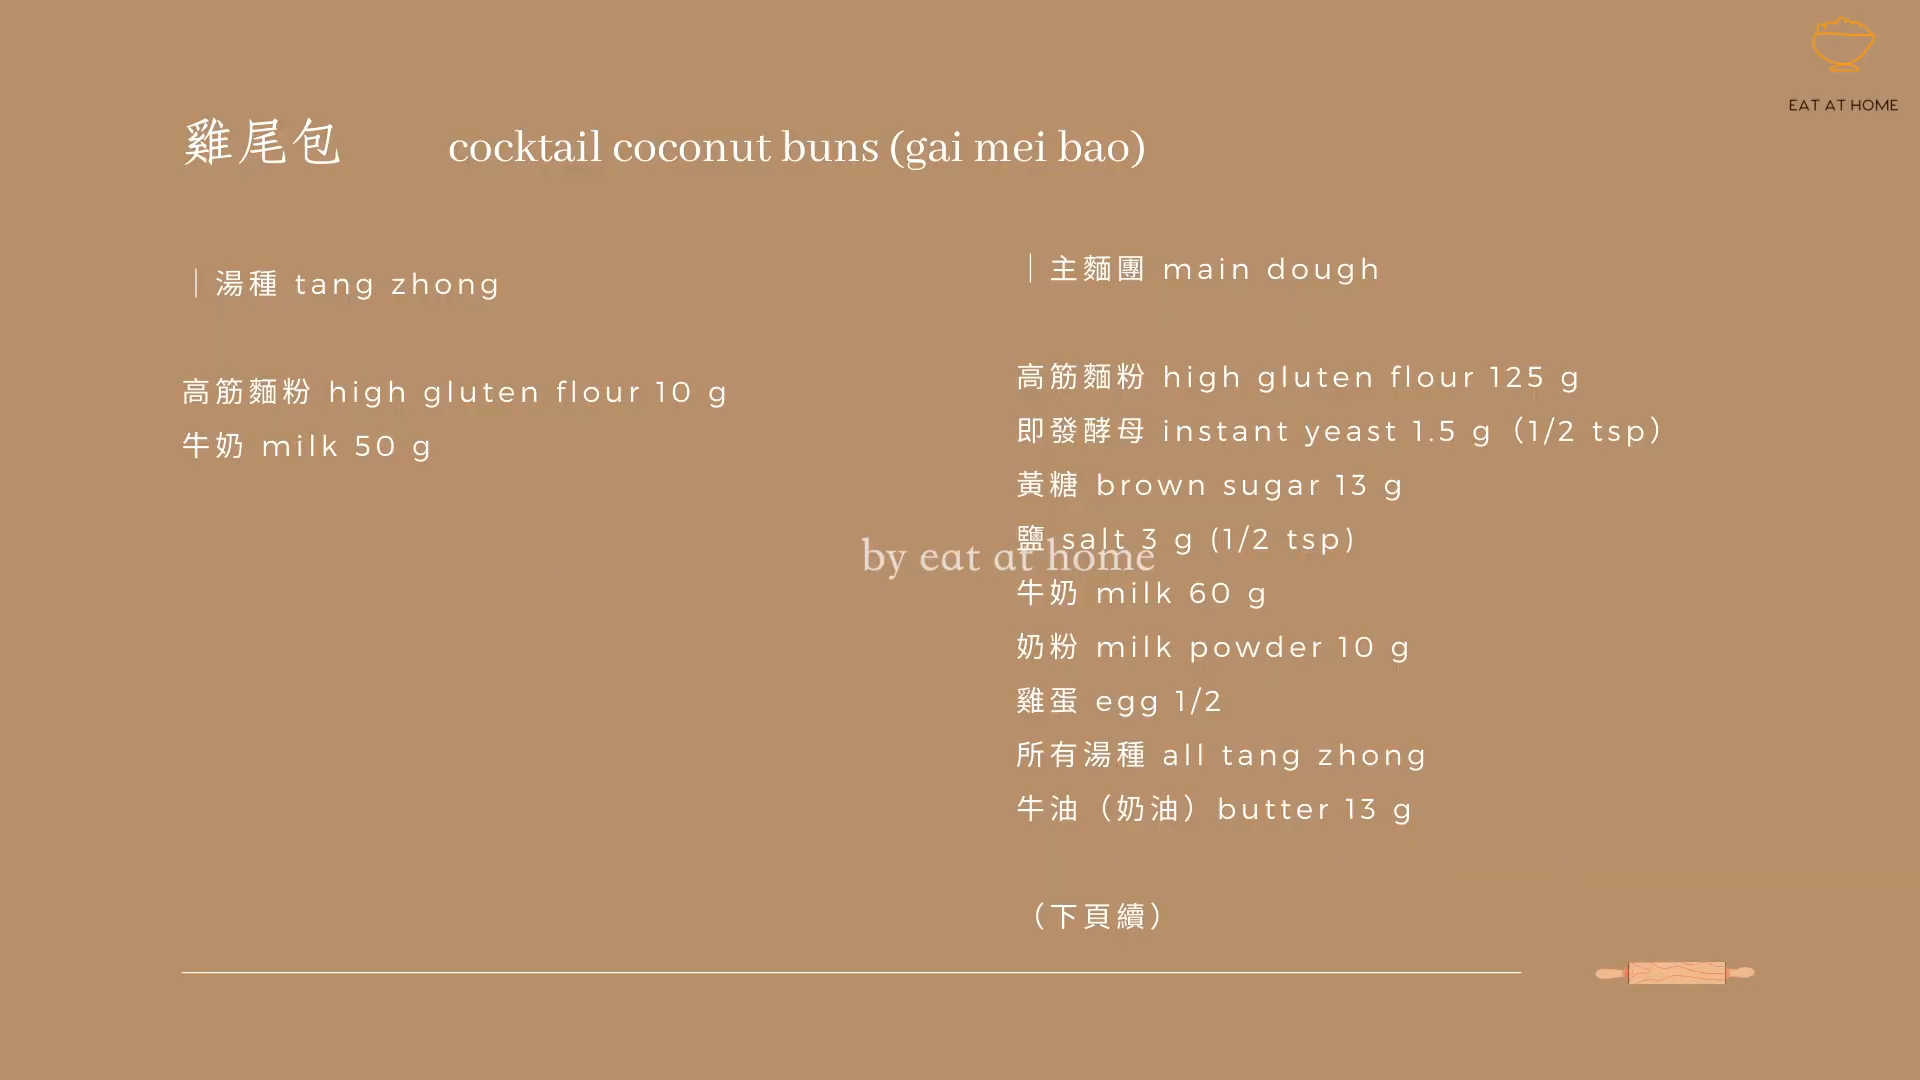 EAT AT HOME
雞尾包 cocktail coconut buns (gai mei bao)
｜湯種 tang zhong
高筋麵粉 high gluten flour 10 g
牛奶 milk 50 g
｜主麵團 main dough
高筋麵粉 high gluten flour 125 g
即發酵母 instant yeast 1.5 g（1/2 tsp）
黃糖 brown sugar 13 g
鹽 salt 3 g (1/2 tsp)
by eat at home
牛奶 milk 60 g
奶粉 milk powder 10 g
雞蛋 egg 1/2
所有湯種 all tang zhong
牛油（奶油）butter 13 g
（下頁續）